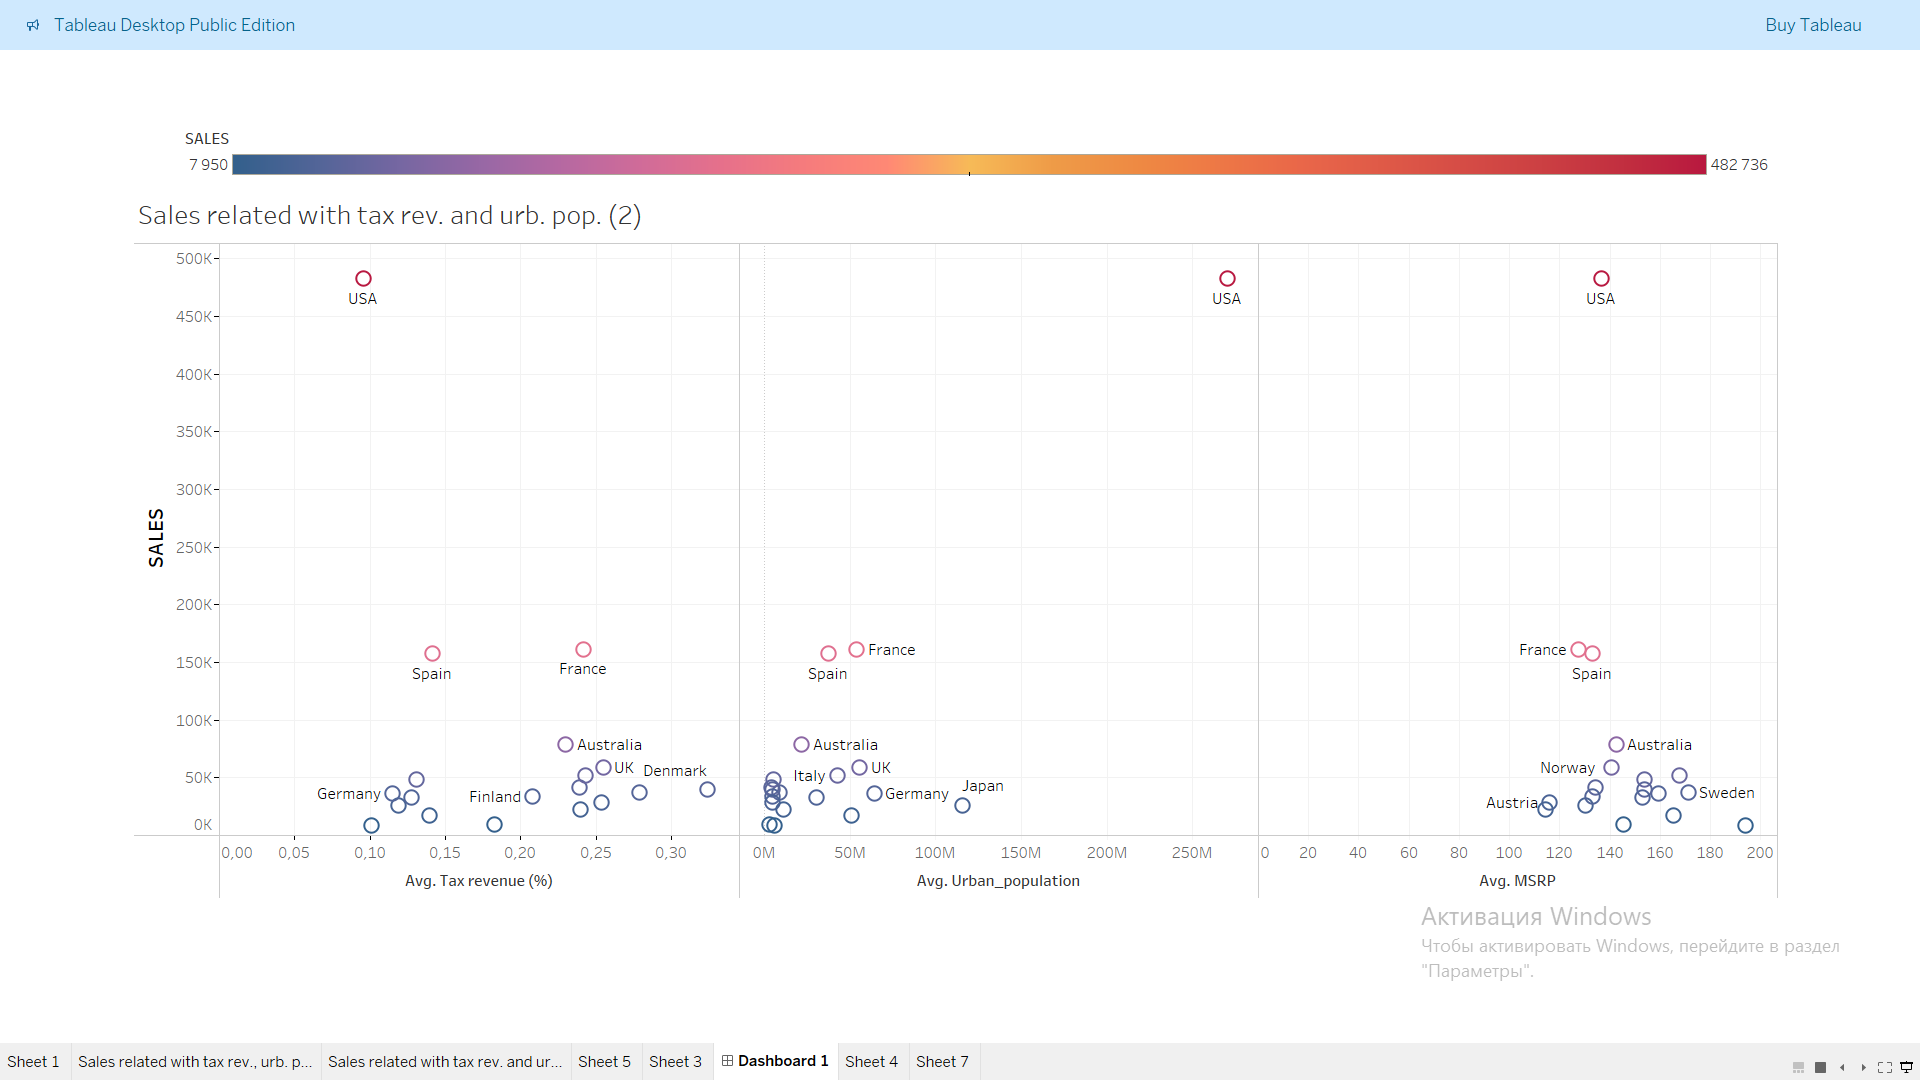 Tableau Desktop Public Edition
Buy Tableau
SALES
7 950
482 736
Sales related with tax rev. and urb. pop. (2)
500K
450K
400K
350K
300K
250K
200K
150K
100K
50K
0K
SALES
USA
Spain
France
Australia
UK
Denmark
Germany
Finland
USA
France
Spain
Australia
Italy
UK
Japan
Germany
USA
France
Spain
Australia
Norway
Sweden
Austria
0,00 0,05 0,10 0,15 0,20 0,25 0,30
0M 50M 100M 150M 200M 250M
0 20 40 60 80 100 120 140 160 180 200
Avg. Tax revenue (%)
Avg. Urban_population
Avg. MSRP
Активация Windows
Чтобы активировать Windows, перейдите в раздел
"Параметры".
Sheet 1
Sales related with tax rev., urb. p...
Sales related with tax rev. and ur...
Sheet 5
Sheet 3
Dashboard 1
Sheet 4
Sheet 7